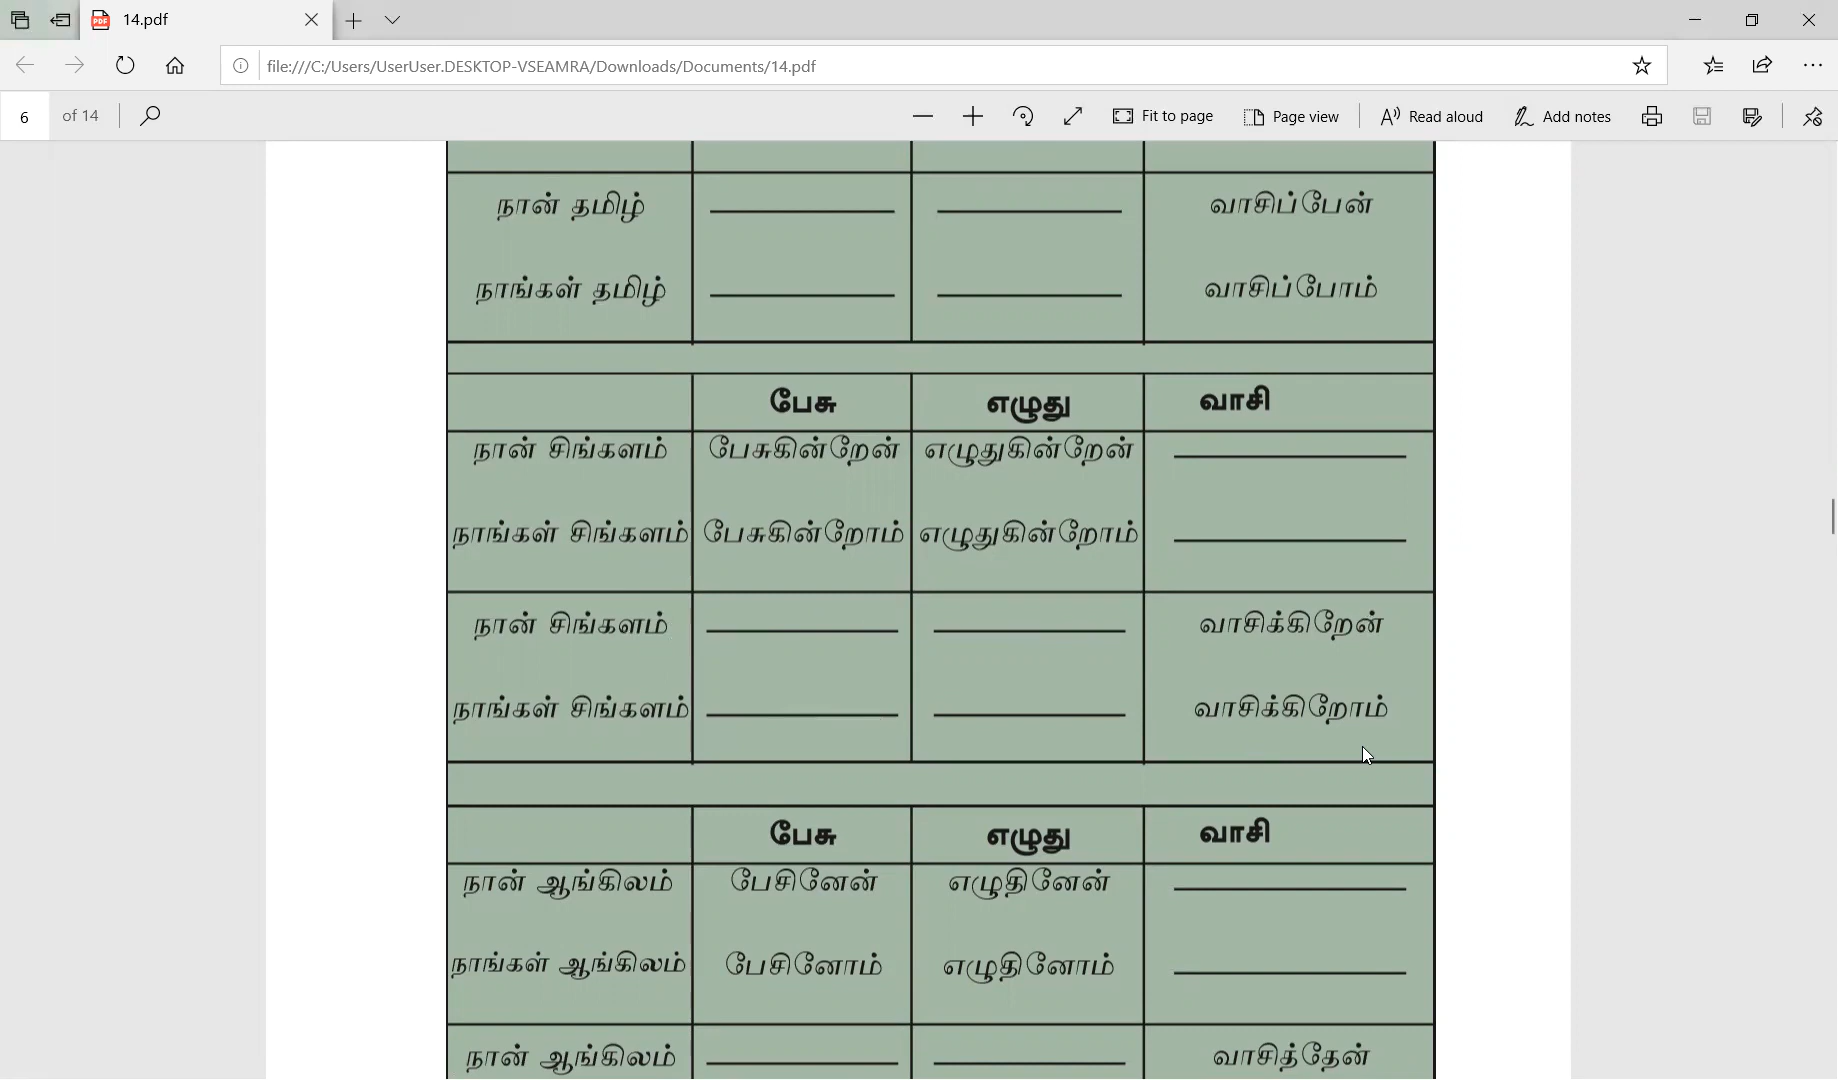 14.pdf
file:///C:/Users/UserUser.DESKTOP-VSEAMRA/Downloads/Documents/14.pdf
6 of 14 Fit to page Page view Read aloud Add notes
நான் தமிழ் வாசிப்பேன்
நாங்கள் தமிழ் வாசிப்போம்
பேசு எழுது வாசி
நான் சிங்களம் பேசுகின்றேன் எழுதுகின்றேன்
நாங்கள் சிங்களம் பேசுகின்றோம் எழுதுகின்றோம்
நான் சிங்களம் வாசிக்கிறேன்
நாங்கள் சிங்களம் வாசிக்கிறோம்
பேசு எழுது வாசி
நான் ஆங்கிலம் பேசினேன் எழுதினேன்
நாங்கள் ஆங்கிலம் பேசினோம் எழுதினோம்
நான் ஆங்கிலம் வாசித்தேன்